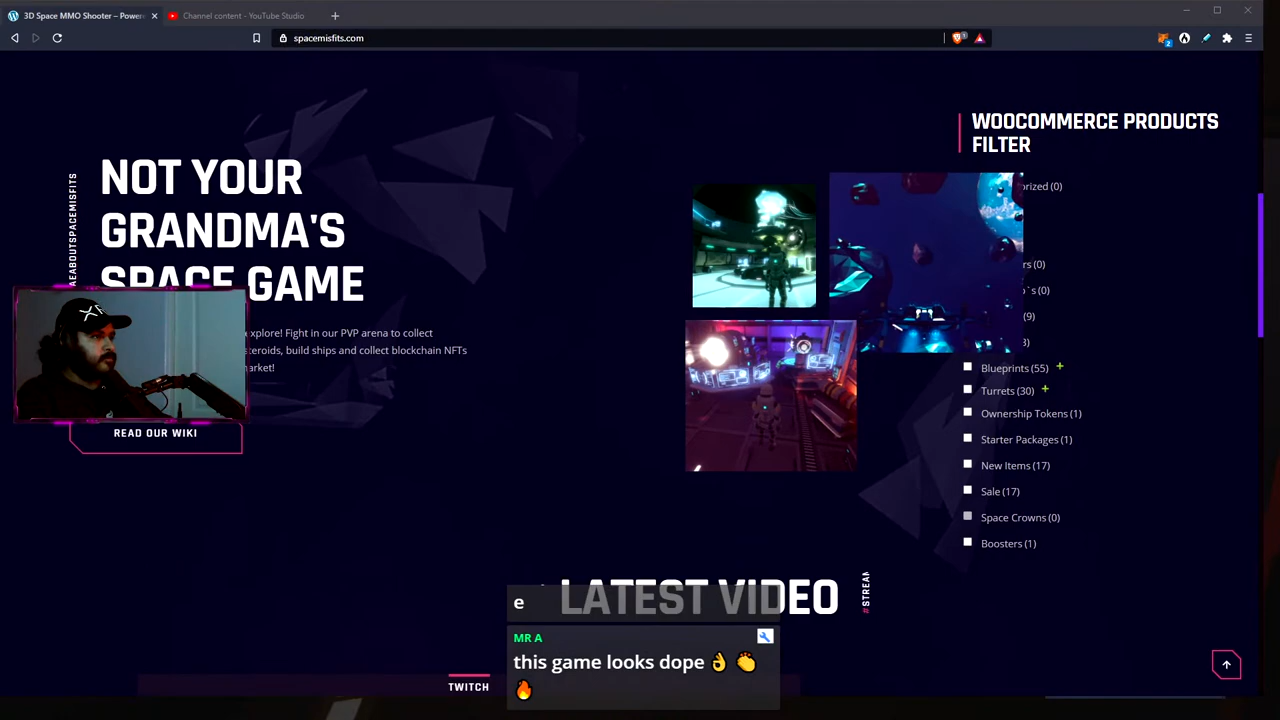 3D Space MMO Shooter – Powe
Channel content - YouTube Studio
spacemisfits.com
NOT YOUR
GRANDMA'S
SPACE GAME
xplore! Fight in our PVP arena to collect
steroids, build ships and collect blockchain NFTs
arket!
READ OUR WIKI
WOOCOMMERCE PRODUCTS
FILTER
orized (0)
rs (0)
o`s (0)
(9)
Blueprints (55) +
Turrets (30) +
Ownership Tokens (1)
Starter Packages (1)
New Items (17)
Sale (17)
Space Crowns (0)
Boosters (1)
LATEST VIDEO
#STREAM
e
MR A
this game looks dope 👌 👏
🔥
TWITCH